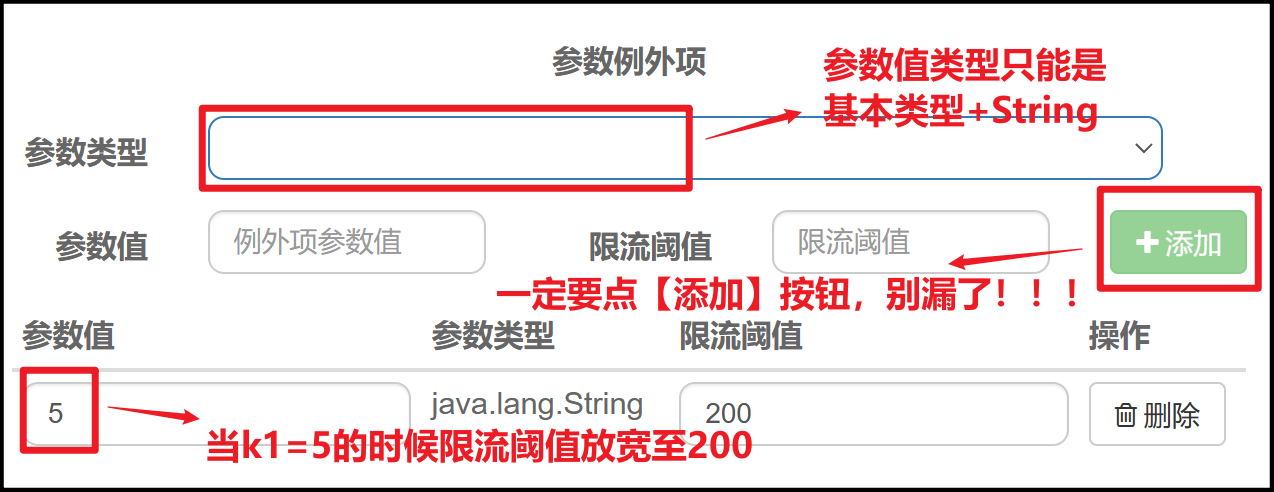 参数例外项
参数值类型只能是
基本类型+String
参数类型
参数值 例外项参数值 限流阈值 限流阈值 添加
一定要点【添加】按钮，别漏了！！！
参数值 参数类型 限流阈值 操作
5 java.lang.String 200 删除
当k1=5的时候限流阈值放宽至200